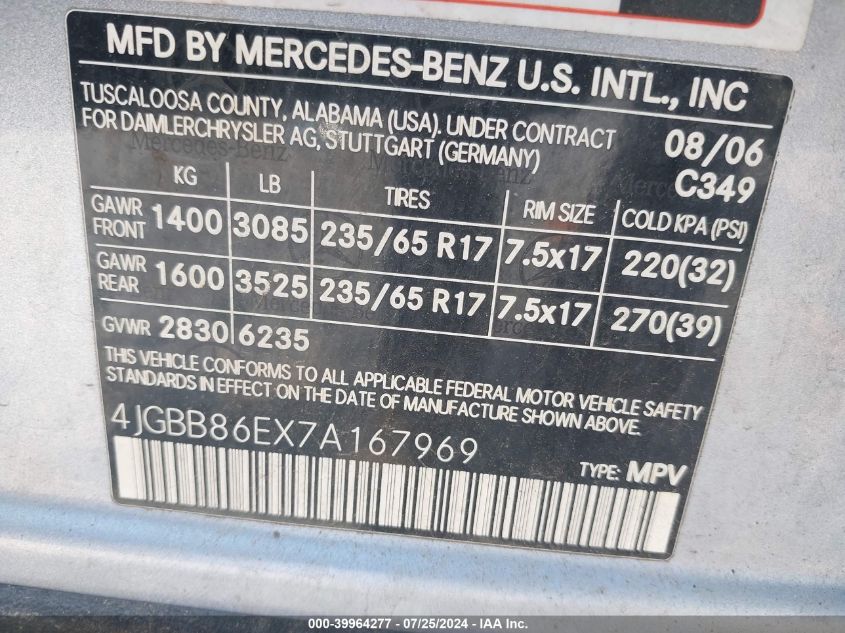 MFD BY MERCEDES-BENZ U.S. INTL., INC
TUSCALOOSA COUNTY, ALABAMA (USA). UNDER CONTRACT
FOR DAIMLERCHRYSLER AG, STUTTGART (GERMANY)
08/06
C349
KG LB TIRES RIM SIZE COLD KPA (PSI)
GAWR FRONT 1400 3085 235/65 R17 7.5x17 220(32)
GAWR REAR 1600 3525 235/65 R17 7.5x17 270(39)
GVWR 2830 6235
THIS VEHICLE CONFORMS TO ALL APPLICABLE FEDERAL MOTOR VEHICLE SAFETY
STANDARDS IN EFFECT ON THE DATE OF MANUFACTURE SHOWN ABOVE.
4JGBB86EX7A167969
TYPE: MPV
000-39964277 - 07/25/2024 - IAA Inc.